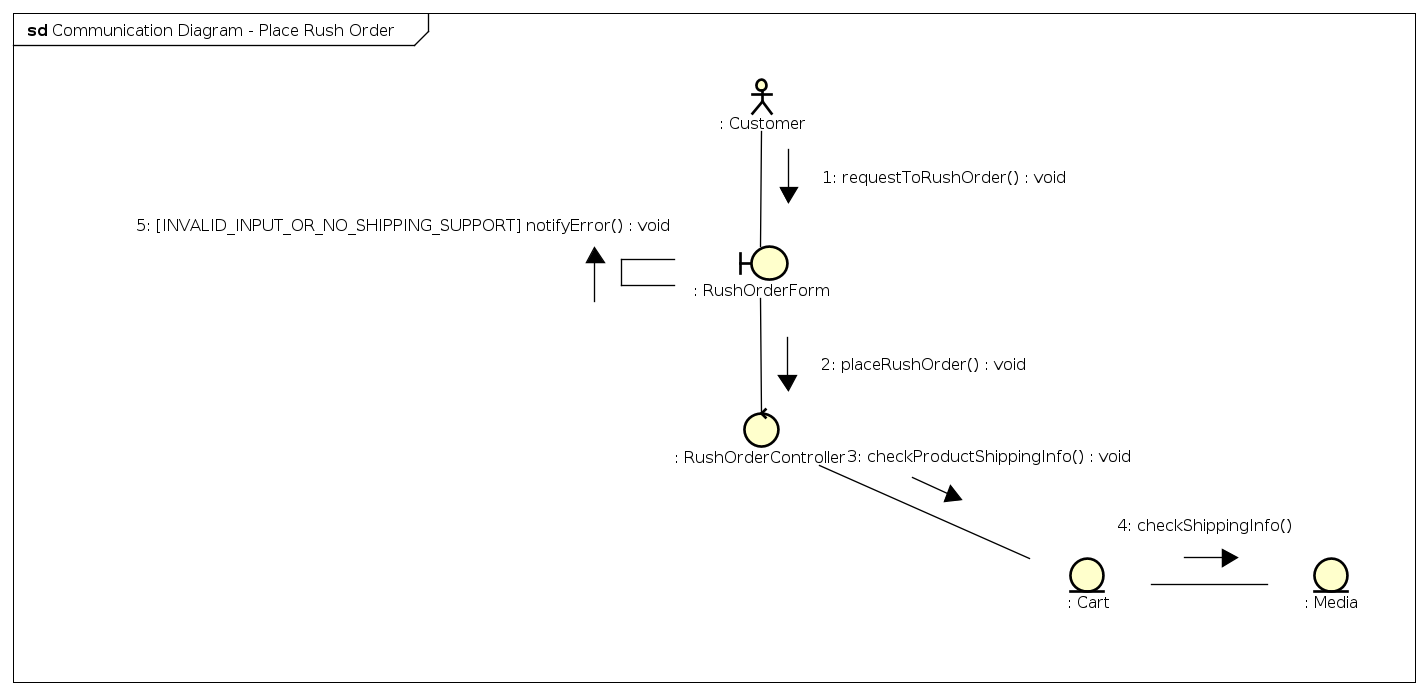 sd Communication Diagram - Place Rush Order
: Customer
1: requestToRushOrder() : void
5: [INVALID_INPUT_OR_NO_SHIPPING_SUPPORT] notifyError() : void
: RushOrderForm
2: placeRushOrder() : void
: RushOrderController
3: checkProductShippingInfo() : void
4: checkShippingInfo()
: Cart
: Media